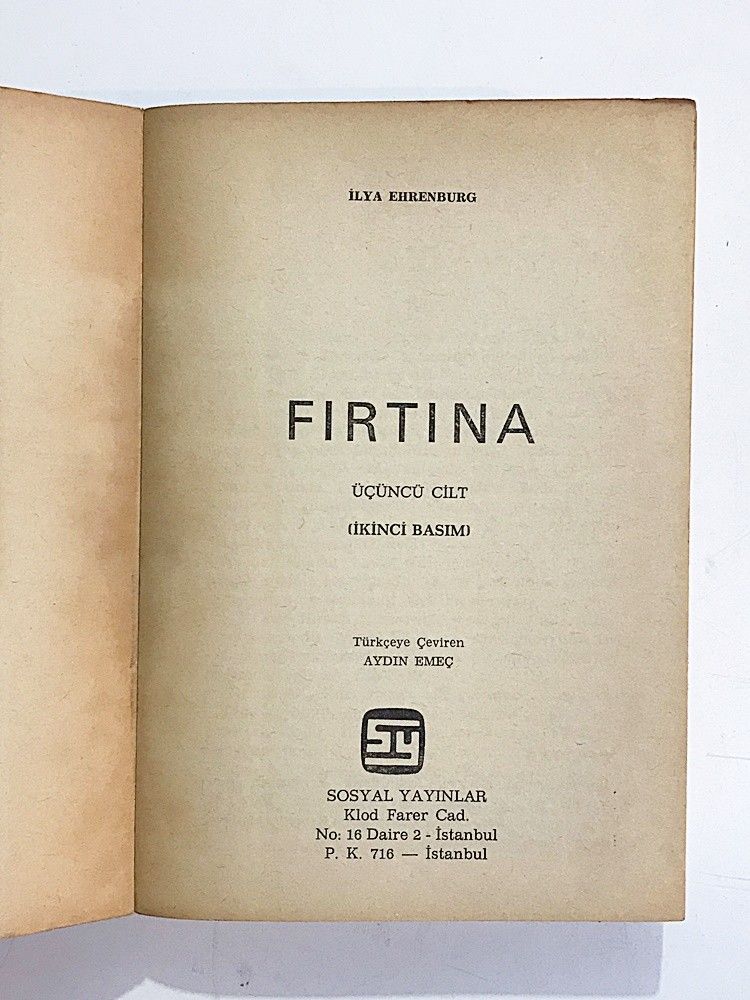 İLYA EHRENBURG
FIRTINA
ÜÇÜNCÜ CİLT
(İKİNCİ BASIM)
Türkçeye Çeviren
AYDIN EMEÇ
SY
SOSYAL YAYINLAR
Klod Farer Cad.
No: 16 Daire 2 - İstanbul
P. K. 716 — İstanbul